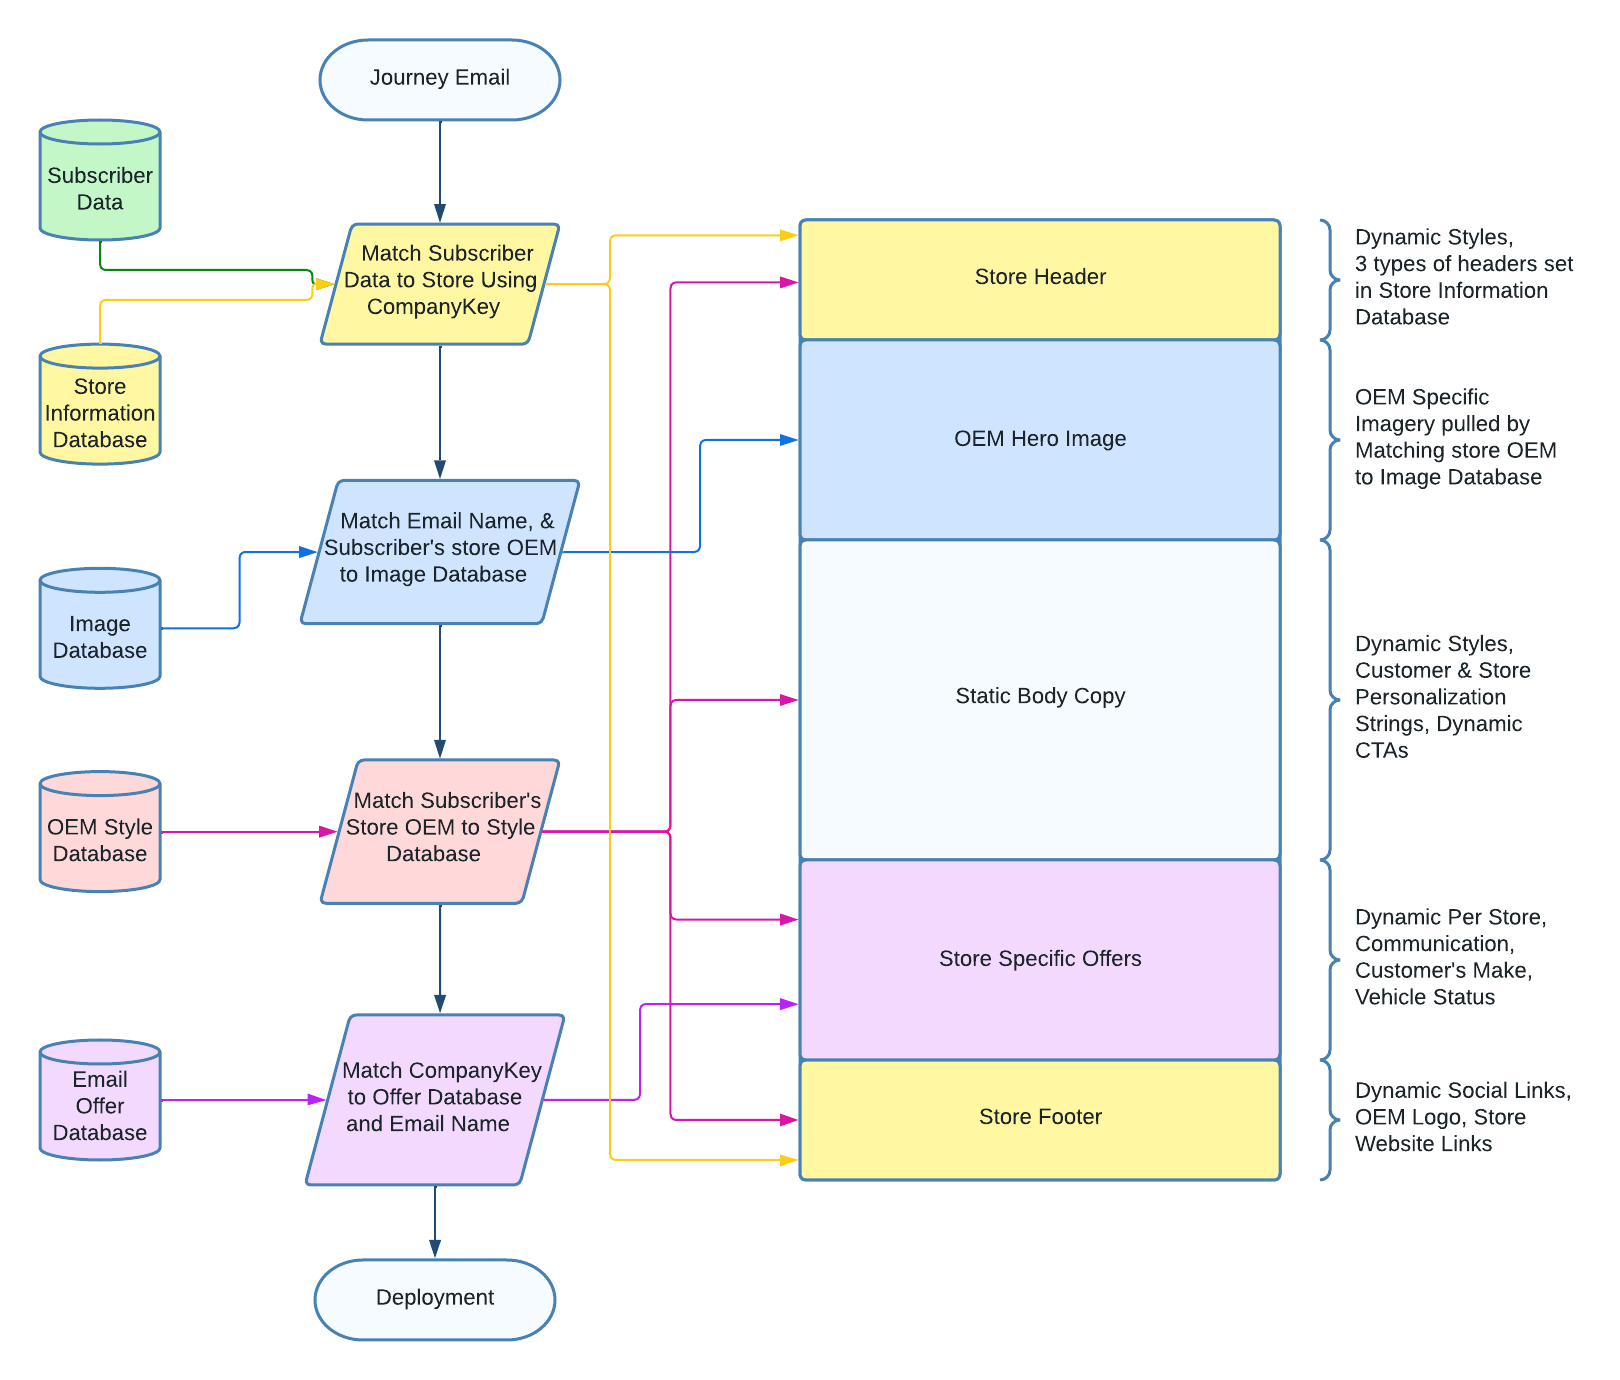 Journey Email
Subscriber
Data
Match Subscriber
Data to Store Using
CompanyKey
Store
Information
Database
Match Email Name, &
Subscriber's store OEM
to Image Database
Image
Database
Match Subscriber's
Store OEM to Style
Database
OEM Style
Database
Match CompanyKey
to Offer Database
and Email Name
Email
Offer
Database
Deployment
Store Header
OEM Hero Image
Static Body Copy
Store Specific Offers
Store Footer
Dynamic Styles,
3 types of headers set
in Store Information
Database
OEM Specific
Imagery pulled by
Matching store OEM
to Image Database
Dynamic Styles,
Customer & Store
Personalization
Strings, Dynamic
CTAs
Dynamic Per Store,
Communication,
Customer's Make,
Vehicle Status
Dynamic Social Links,
OEM Logo, Store
Website Links